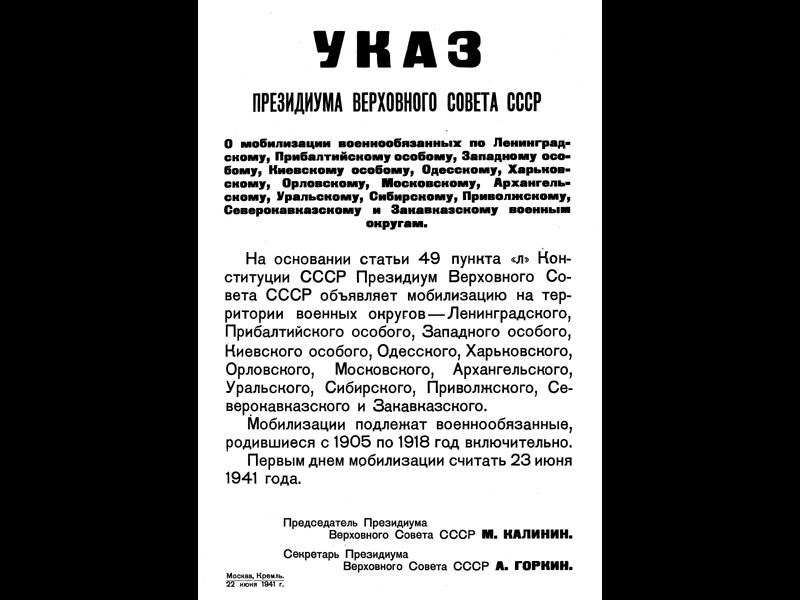 УКАЗ
ПРЕЗИДИУМА ВЕРХОВНОГО СОВЕТА СССР
О мобилизации военнообязанных по Ленинград-
скому, Прибалтийскому особому, Западному осо-
бому, Киевскому особому, Одесскому, Харьков-
скому, Орловскому, Московскому, Архангель-
скому, Уральскому, Сибирскому, Приволжскому,
Северокавказскому и Закавказскому военным
округам.
На основании статьи 49 пункта «л» Кон-
ституции СССР Президиум Верховного Со-
вета СССР объявляет мобилизацию на тер-
ритории военных округов—Ленинградского,
Прибалтийского особого, Западного особого,
Киевского особого, Одесского, Харьковского,
Орловского, Московского, Архангельского,
Уральского, Сибирского, Приволжского, Се-
верокавказского и Закавказского.
Мобилизации подлежат военнообязанные,
родившиеся с 1905 по 1918 год включительно.
Первым днем мобилизации считать 23 июня
1941 года.
Председатель Президиума
Верховного Совета СССР М. КАЛИНИН.
Секретарь Президиума
Верховного Совета СССР А. ГОРКИН.
Москва, Кремль.
22 июня 1941 г.